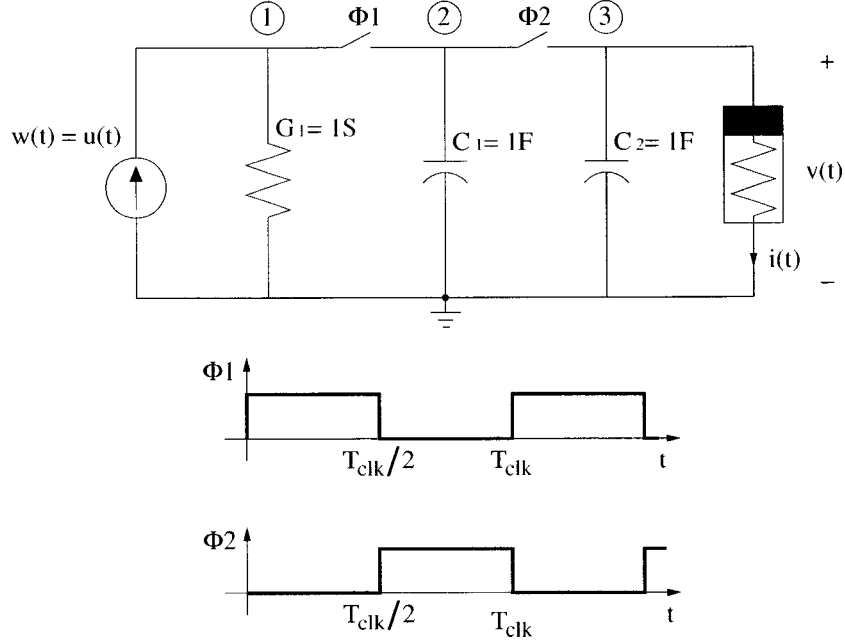 1 Φ1 2 Φ2 3
+
w(t) = u(t) G1 = 1S C1 = 1F C2 = 1F v(t)
i(t)
−
Φ1
Tclk/2 Tclk t
Φ2
Tclk/2 Tclk t